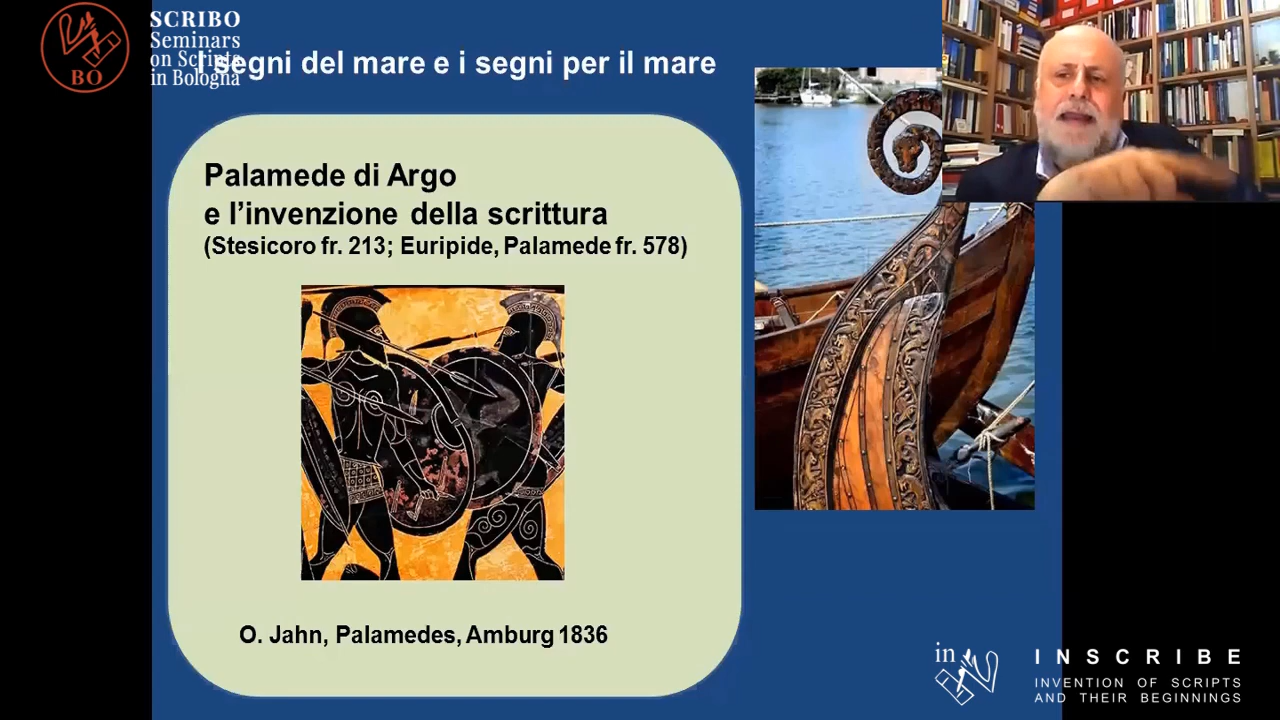 SCRIBO
Seminars
on Scripts
in Bologna
BO
I segni del mare e i segni per il mare
Palamede di Argo
e l’invenzione della scrittura
(Stesicoro fr. 213; Euripide, Palamede fr. 578)
O. Jahn, Palamedes, Amburg 1836
in
INSCRIBE
INVENTION OF SCRIPTS
AND THEIR BEGINNINGS